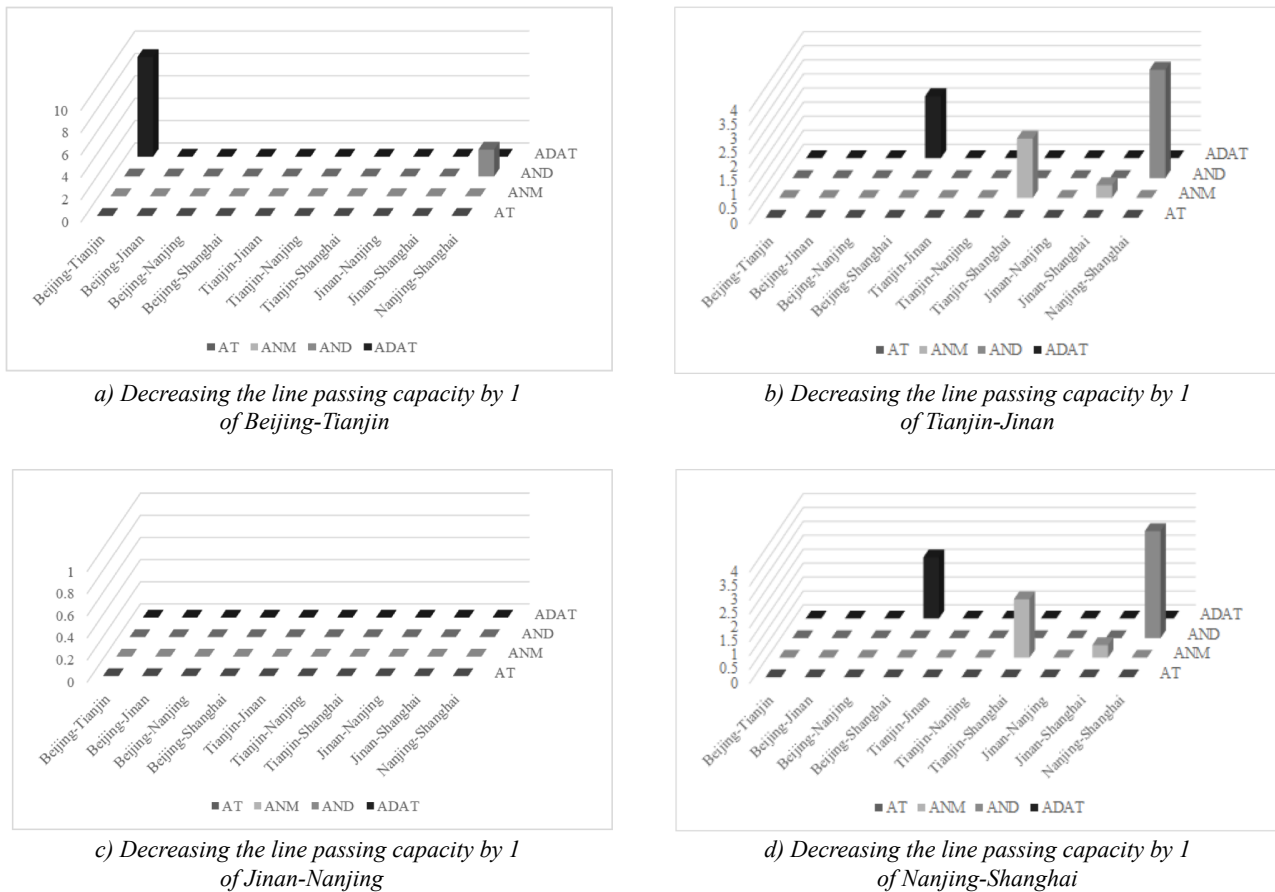 10
8
6
4
2
0
ADAT
AND
ANM
AT
Beijing-Tianjin
Beijing-Jinan
Beijing-Nanjing
Beijing-Shanghai
Tianjin-Jinan
Tianjin-Nanjing
Tianjin-Shanghai
Jinan-Nanjing
Jinan-Shanghai
Nanjing-Shanghai
AT ANM AND ADAT
a) Decreasing the line passing capacity by 1
of Beijing-Tianjin
4
3.5
3
2.5
2
1.5
1
0.5
0
ADAT
AND
ANM
AT
Beijing-Tianjin
Beijing-Jinan
Beijing-Nanjing
Beijing-Shanghai
Tianjin-Jinan
Tianjin-Nanjing
Tianjin-Shanghai
Jinan-Nanjing
Jinan-Shanghai
Nanjing-Shanghai
AT ANM AND ADAT
b) Decreasing the line passing capacity by 1
of Tianjin-Jinan
1
0.8
0.6
0.4
0.2
0
ADAT
AND
ANM
AT
Beijing-Tianjin
Beijing-Jinan
Beijing-Nanjing
Beijing-Shanghai
Tianjin-Jinan
Tianjin-Nanjing
Tianjin-Shanghai
Jinan-Nanjing
Jinan-Shanghai
Nanjing-Shanghai
AT ANM AND ADAT
c) Decreasing the line passing capacity by 1
of Jinan-Nanjing
4
3.5
3
2.5
2
1.5
1
0.5
0
ADAT
AND
ANM
AT
Beijing-Tianjin
Beijing-Jinan
Beijing-Nanjing
Beijing-Shanghai
Tianjin-Jinan
Tianjin-Nanjing
Tianjin-Shanghai
Jinan-Nanjing
Jinan-Shanghai
Nanjing-Shanghai
AT ANM AND ADAT
d) Decreasing the line passing capacity by 1
of Nanjing-Shanghai